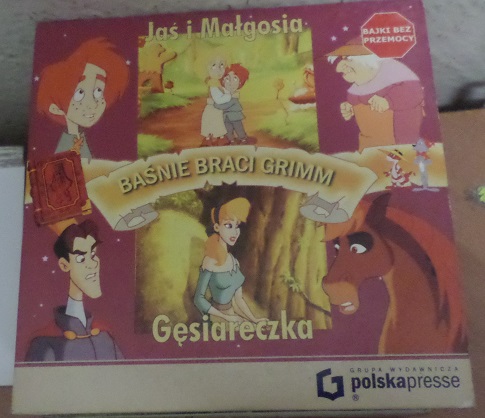 Jaś i Małgosia
BAJKI BEZ
PRZEMOCY
BAŚNIE BRACI GRIMM
Gęsiareczka
GRUPA WYDAWNICZA
polskapresse
®